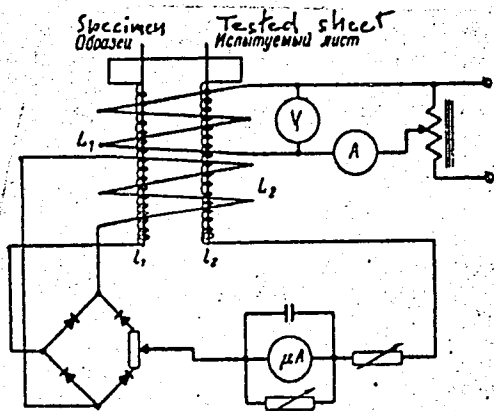 Specimen
Образец
Tested sheet
Испытуемый лист
V
A
L₁
L₂
l₁
l₂
μA